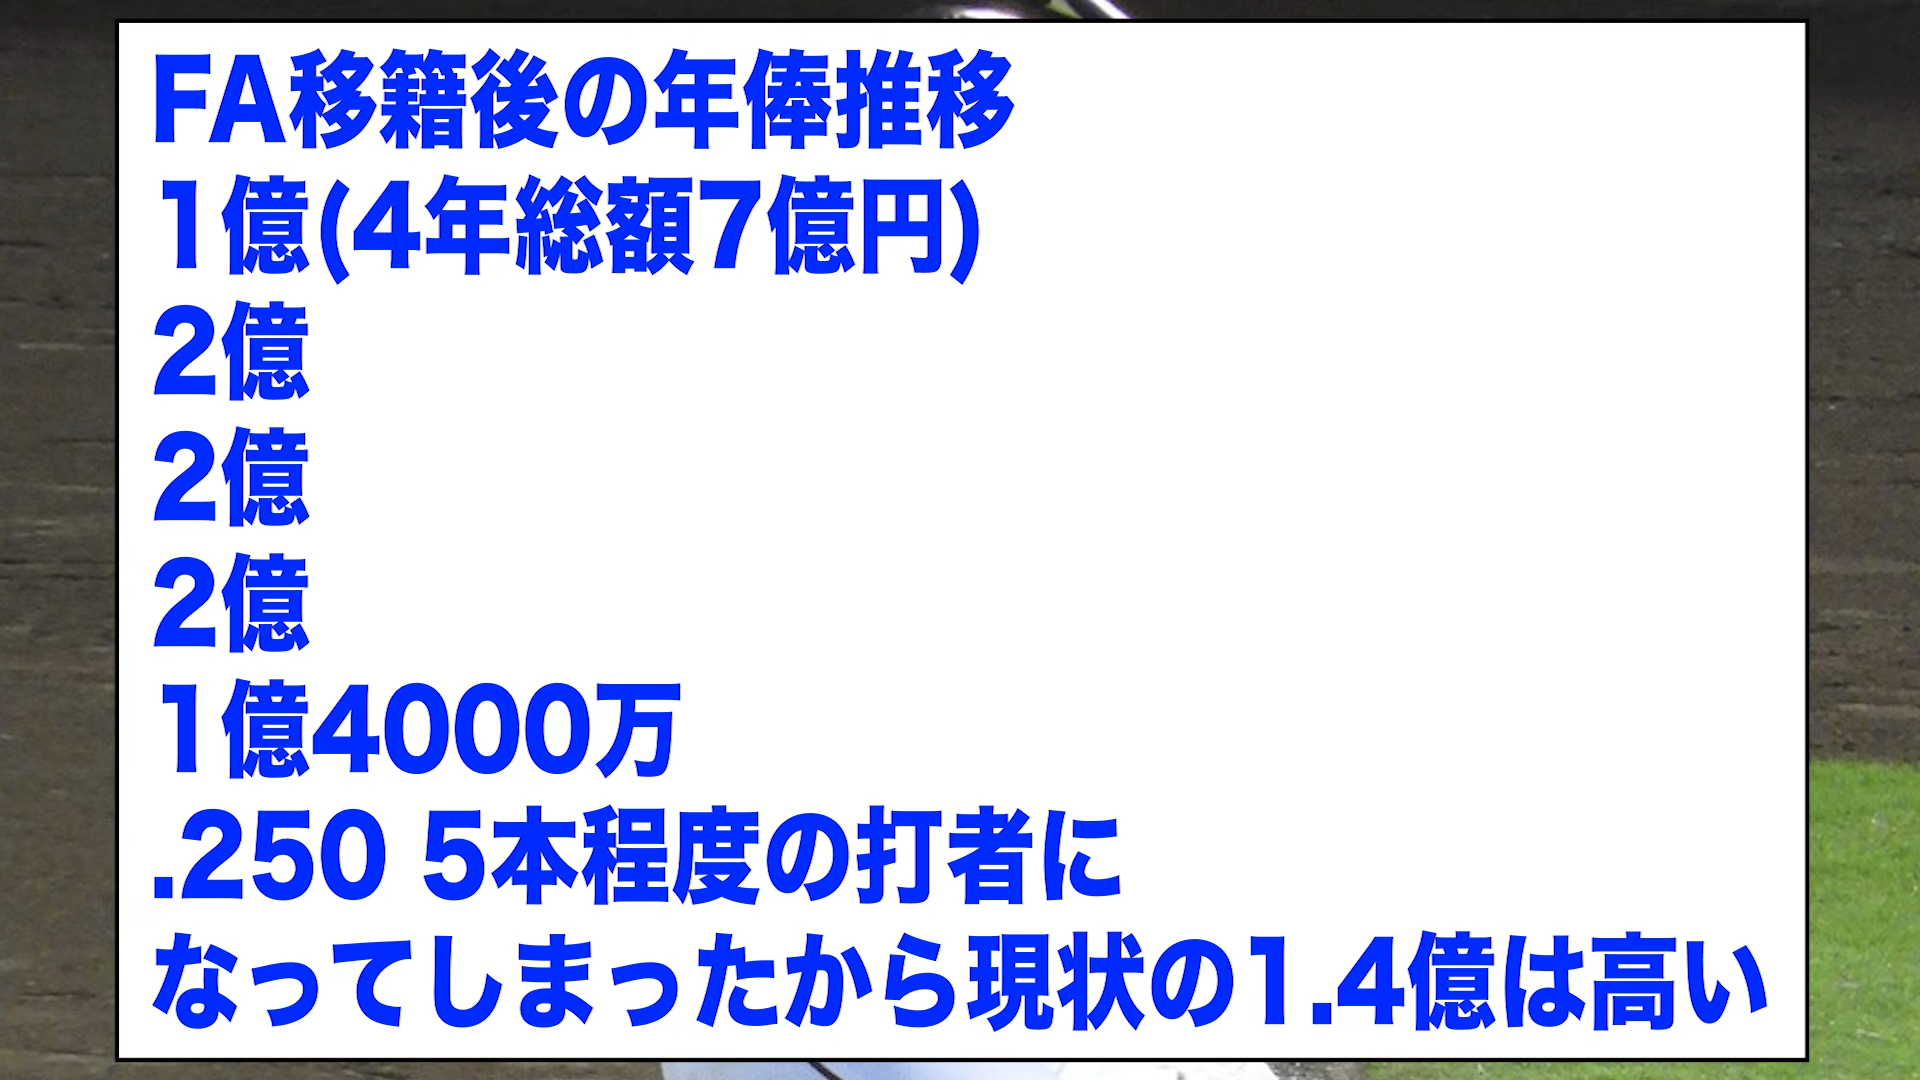 FA移籍後の年俸推移
1億(4年総額7億円)
2億
2億
2億
1億4000万
.250 5本程度の打者に
なってしまったから現状の1.4億は高い